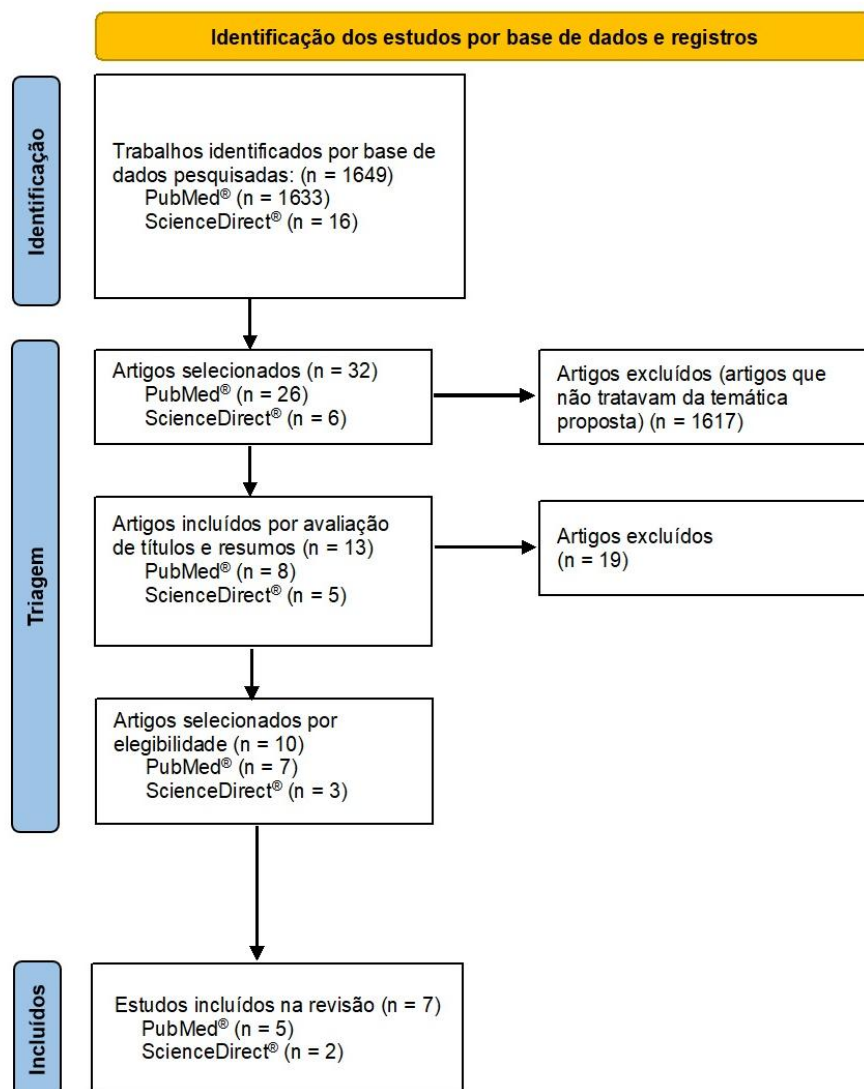 Identificação dos estudos por base de dados e registros
Identificação
Trabalhos identificados por base de
dados pesquisadas: (n = 1649)
PubMed® (n = 1633)
ScienceDirect® (n = 16)
Triagem
Artigos selecionados (n = 32)
PubMed® (n = 26)
ScienceDirect® (n = 6)
Artigos excluídos (artigos que
não tratavam da temática
proposta) (n = 1617)
Artigos incluídos por avaliação
de títulos e resumos (n = 13)
PubMed® (n = 8)
ScienceDirect® (n = 5)
Artigos excluídos
(n = 19)
Artigos selecionados por
elegibilidade (n = 10)
PubMed® (n = 7)
ScienceDirect® (n = 3)
Incluídos
Estudos incluídos na revisão (n = 7)
PubMed® (n = 5)
ScienceDirect® (n = 2)